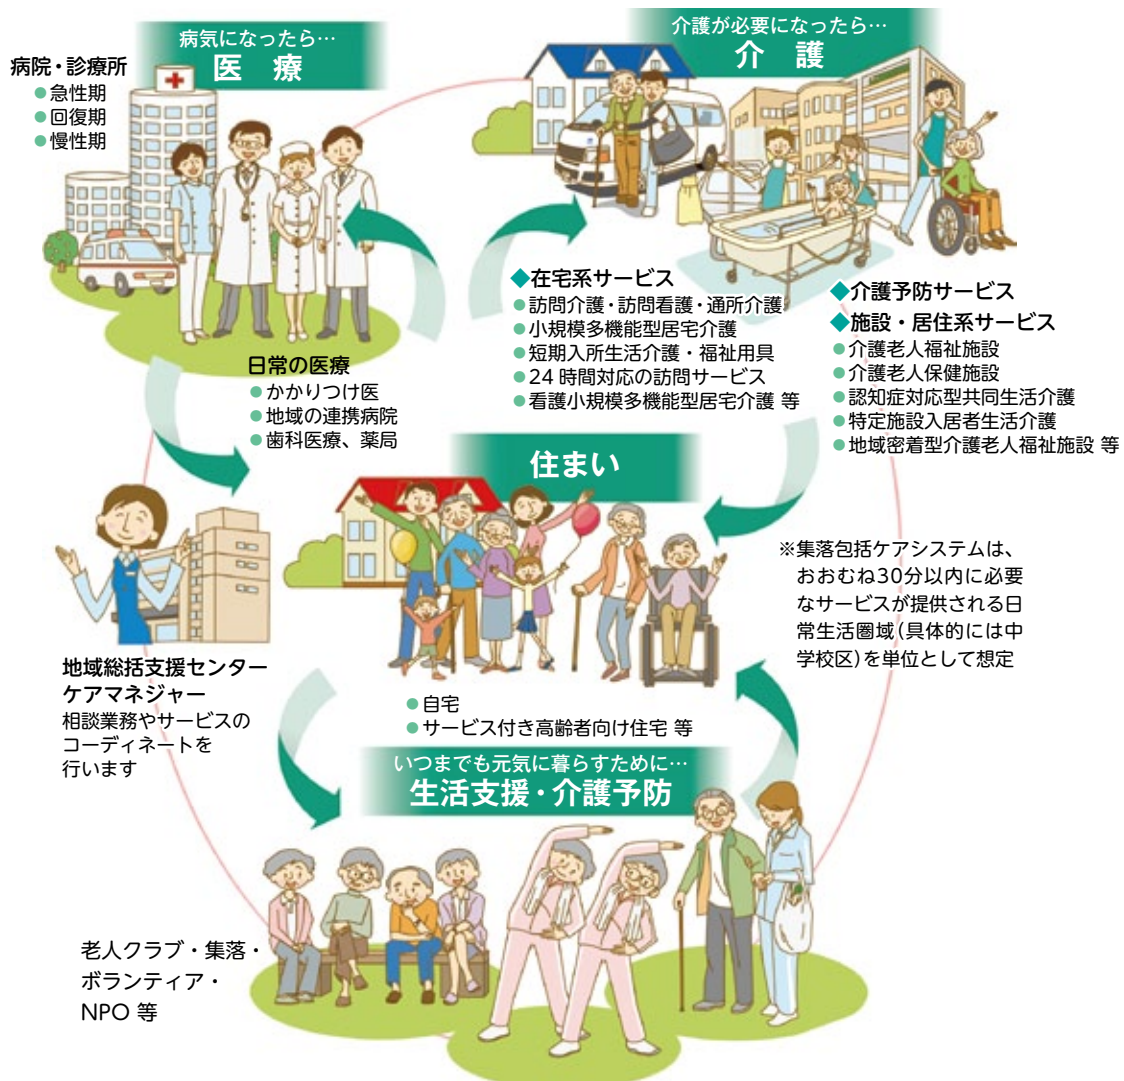 病気になったら…
医療
病院・診療所
●急性期
●回復期
●慢性期
介護が必要になったら…
介護
日常の医療
●かかりつけ医
●地域の連携病院
●歯科医療、薬局
◆在宅系サービス
●訪問介護・訪問看護・通所介護
●小規模多機能型居宅介護
●短期入所生活介護・福祉用具
●24時間対応の訪問サービス
●看護小規模多機能型居宅介護 等
◆介護予防サービス
◆施設・居住系サービス
●介護老人福祉施設
●介護老人保健施設
●認知症対応型共同生活介護
●特定施設入居者生活介護
●地域密着型介護老人福祉施設 等
住まい
●自宅
●サービス付き高齢者向け住宅 等
※集落包括ケアシステムは、
おおむね30分以内に必要
なサービスが提供される日
常生活圏域(具体的には中
学校区)を単位として想定
地域総括支援センター
ケアマネジャー
相談業務やサービスの
コーディネートを
行います
いつまでも元気に暮らすために…
生活支援・介護予防
老人クラブ・集落・
ボランティア・
NPO 等